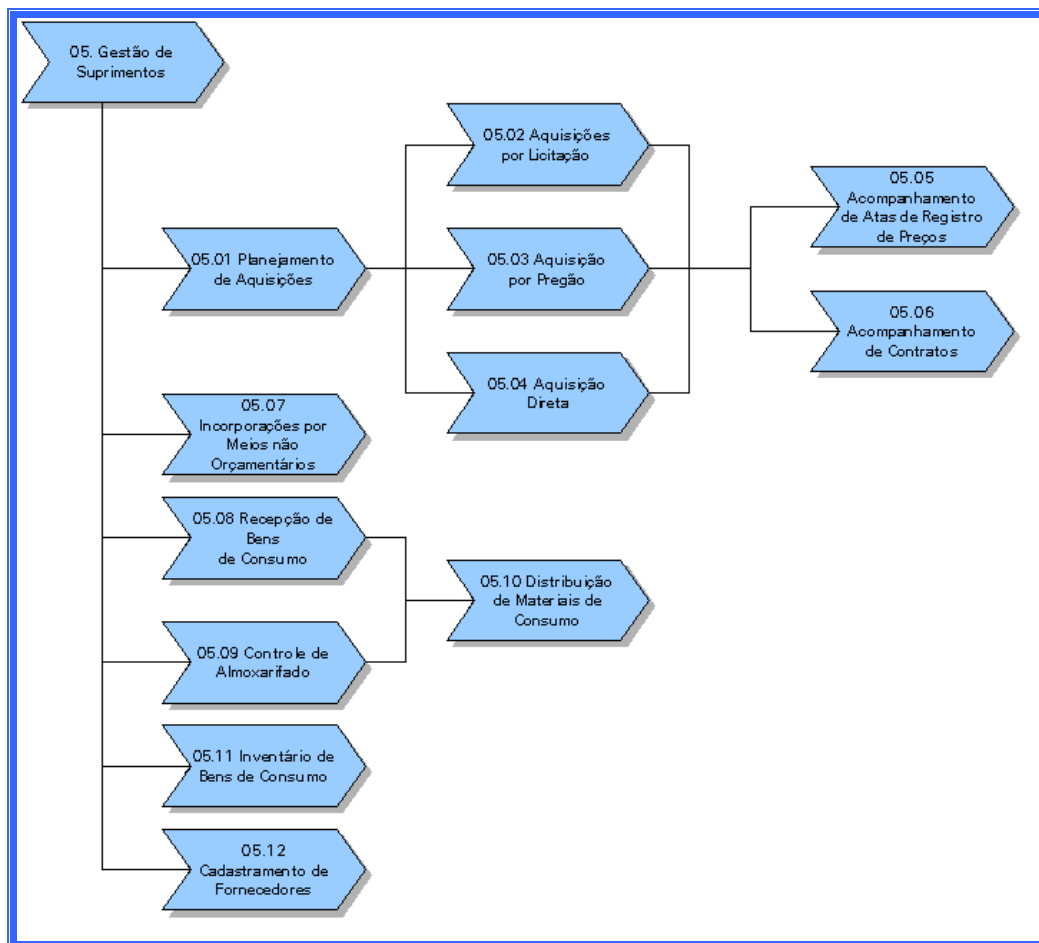 05. Gestão de
Suprimentos
05.02 Aquisições
por Licitação
05.05
Acompanhamento
de Atas de Registro
de Preços
05.01 Planejamento
de Aquisições
05.03 Aquisição
por Pregão
05.06
Acompanhamento
de Contratos
05.04 Aquisição
Direta
05.07
Incorporações por
Meios não
Orçamentários
05.08 Recepção de
Bens
de Consumo
05.10 Distribuição
de Materiais de
Consumo
05.09 Controle de
Almoxarifado
05.11 Inventário de
Bens de Consumo
05.12
Cadastramento de
Fornecedores